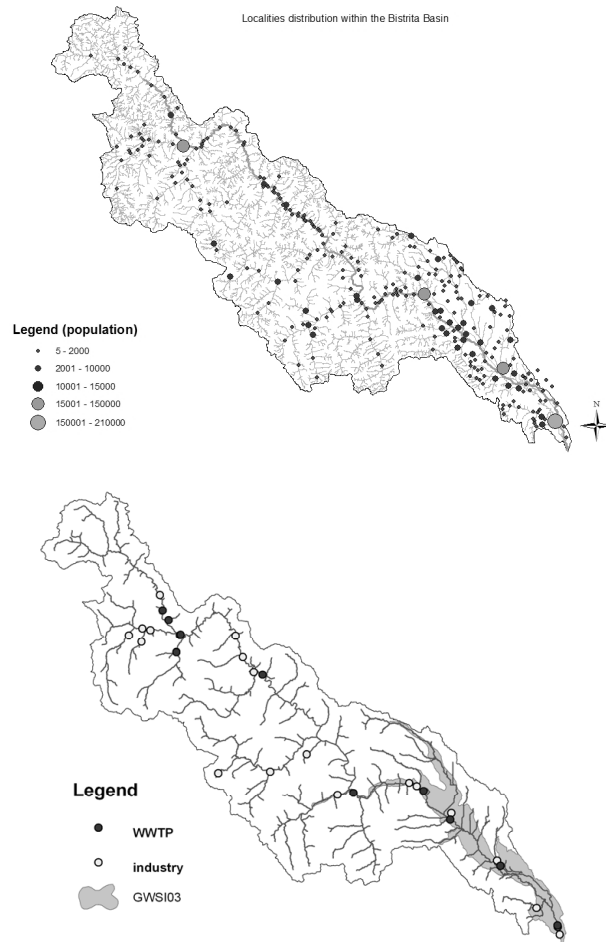 Localities distribution within the Bistrita Basin
Legend (population)
5 - 2000
2001 - 10000
10001 - 15000
15001 - 150000
150001 - 210000
N
Legend
WWTP
industry
GWSI03